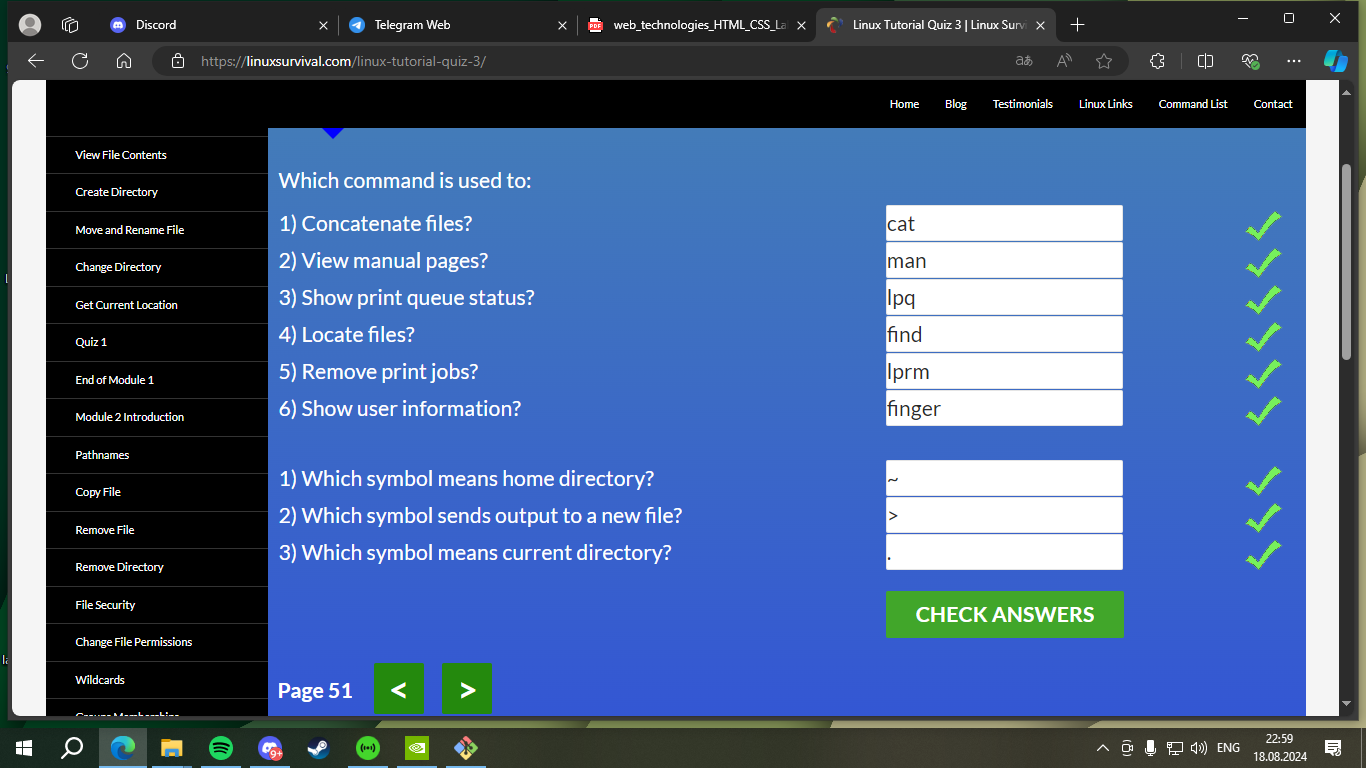 Discord
Telegram Web
web_technologies_HTML_CSS_La
Linux Tutorial Quiz 3 | Linux Surv
https://linuxsurvival.com/linux-tutorial-quiz-3/
Home Blog Testimonials Linux Links Command List Contact
View File Contents
Create Directory
Move and Rename File
Change Directory
Get Current Location
Quiz 1
End of Module 1
Module 2 Introduction
Pathnames
Copy File
Remove File
Remove Directory
File Security
Change File Permissions
Wildcards
Which command is used to:
1) Concatenate files? cat
2) View manual pages? man
3) Show print queue status? lpq
4) Locate files? find
5) Remove print jobs? lprm
6) Show user information? finger
1) Which symbol means home directory? ~
2) Which symbol sends output to a new file? >
3) Which symbol means current directory? .
CHECK ANSWERS
Page 51 < >
9+
ENG
22:59
18.08.2024